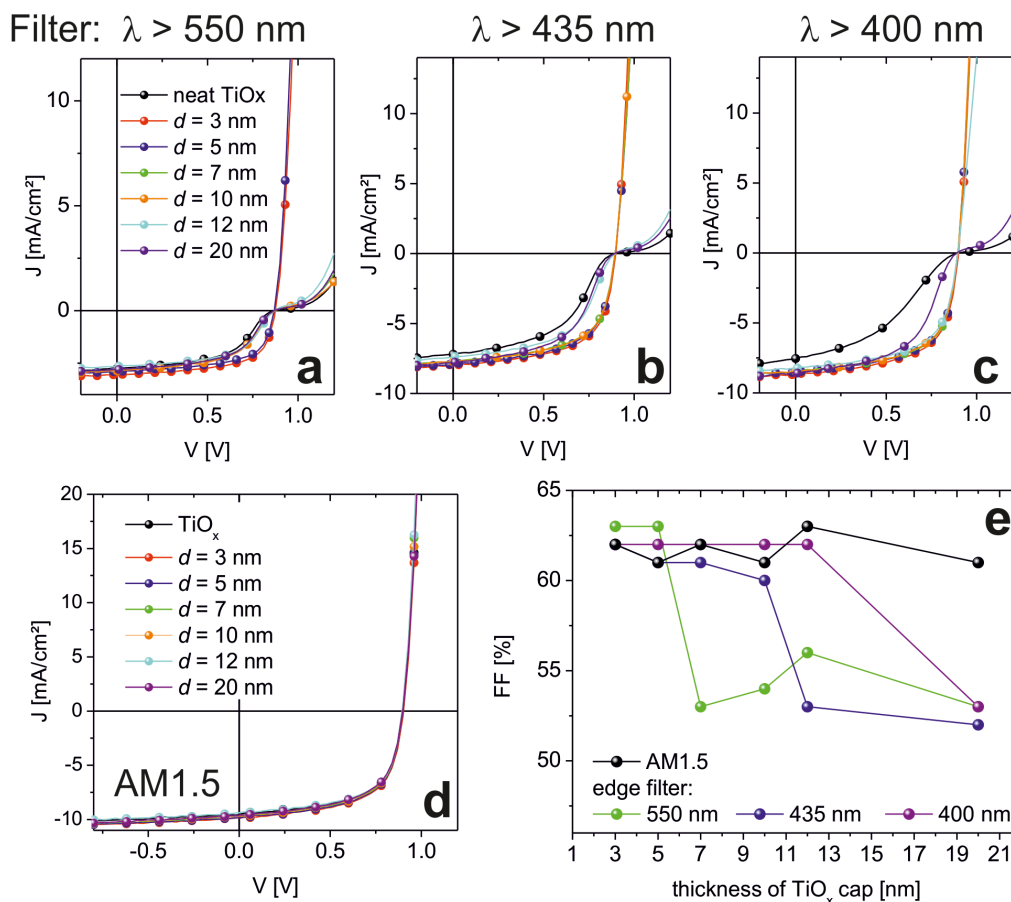 Filter: λ > 550 nm λ > 435 nm λ > 400 nm
J [mA/cm²]
10
5
0
-5
-10
neat TiOx
d = 3 nm
d = 5 nm
d = 7 nm
d = 10 nm
d = 12 nm
d = 20 nm
a
0.0 0.5 1.0
V [V]
J [mA/cm²]
10
5
0
-5
-10
b
0.0 0.5 1.0
V [V]
J [mA/cm²]
10
5
0
-5
-10
c
0.0 0.5 1.0
V [V]
J [mA/cm²]
20
15
10
5
0
-5
-10
TiOₓ
d = 3 nm
d = 5 nm
d = 7 nm
d = 10 nm
d = 12 nm
d = 20 nm
AM1.5
d
-0.5 0.0 0.5 1.0
V [V]
FF [%]
65
60
55
50
e
AM1.5
edge filter:
550 nm 435 nm 400 nm
1 3 5 7 9 11 13 15 17 19 21
thickness of TiOₓ cap [nm]